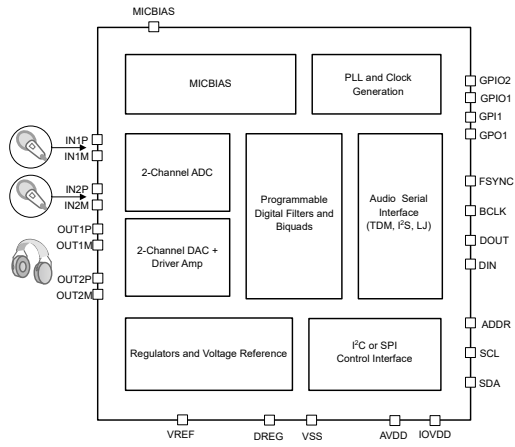 MICBIAS
MICBIAS
PLL and Clock
Generation
GPIO2
GPIO1
GPI1
GPO1
IN1P
IN1M
IN2P
IN2M
OUT1P
OUT1M
OUT2P
OUT2M
2-Channel ADC
2-Channel DAC +
Driver Amp
Programmable
Digital Filters and
Biquads
Audio Serial
Interface
(TDM, I²S, LJ)
FSYNC
BCLK
DOUT
DIN
Regulators and Voltage Reference
I²C or SPI
Control Interface
ADDR
SCL
SDA
VREF
DREG
VSS
AVDD
IOVDD